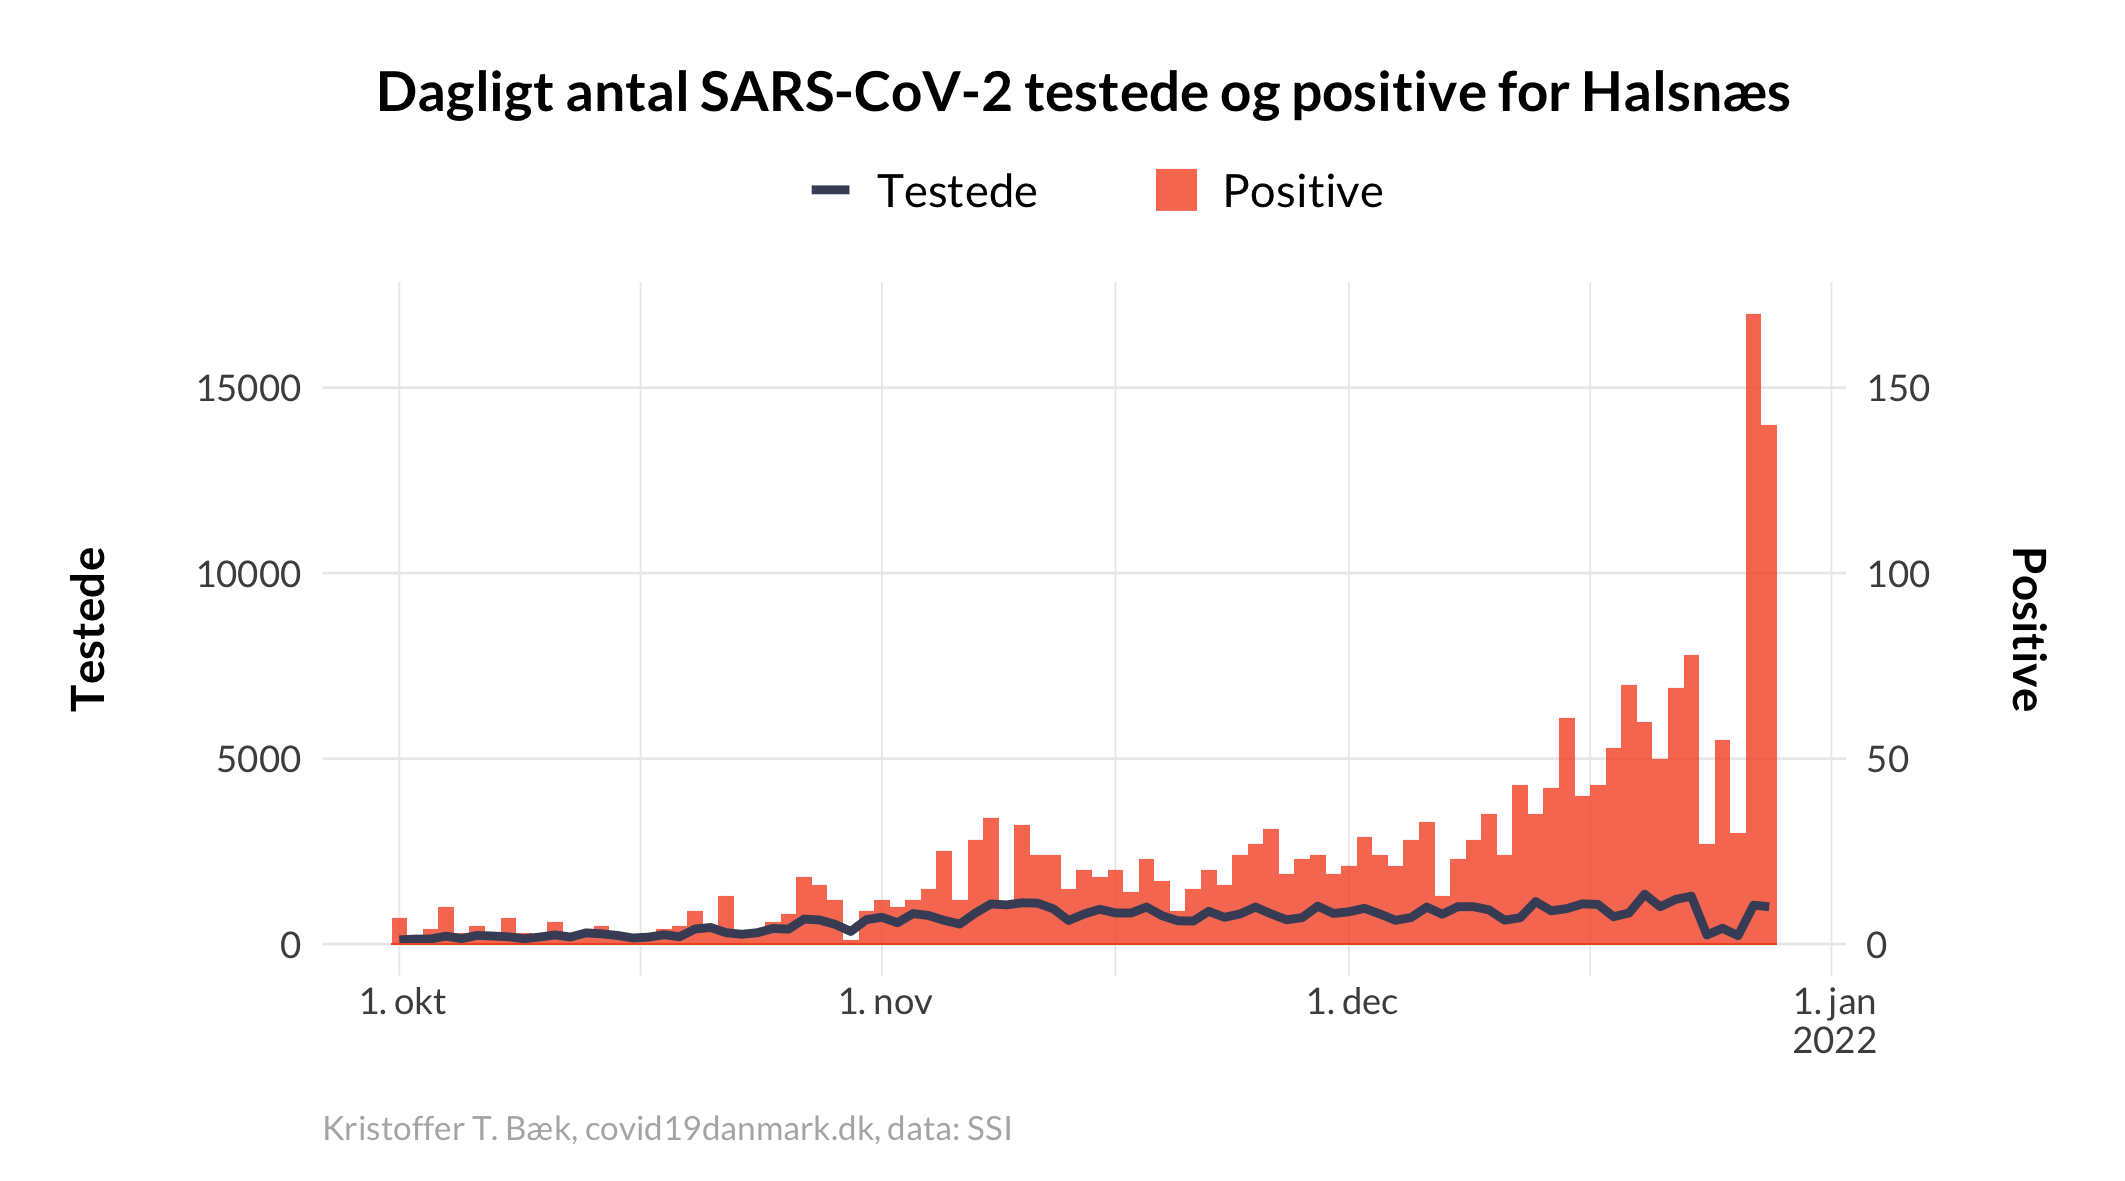 Dagligt antal SARS-CoV-2 testede og positive for Halsnæs
Testede
Positive
15000
10000
5000
0
150
100
50
0
Testede
Positive
1. okt
1. nov
1. dec
1. jan
2022
Kristoffer T. Bæk, covid19danmark.dk, data: SSI